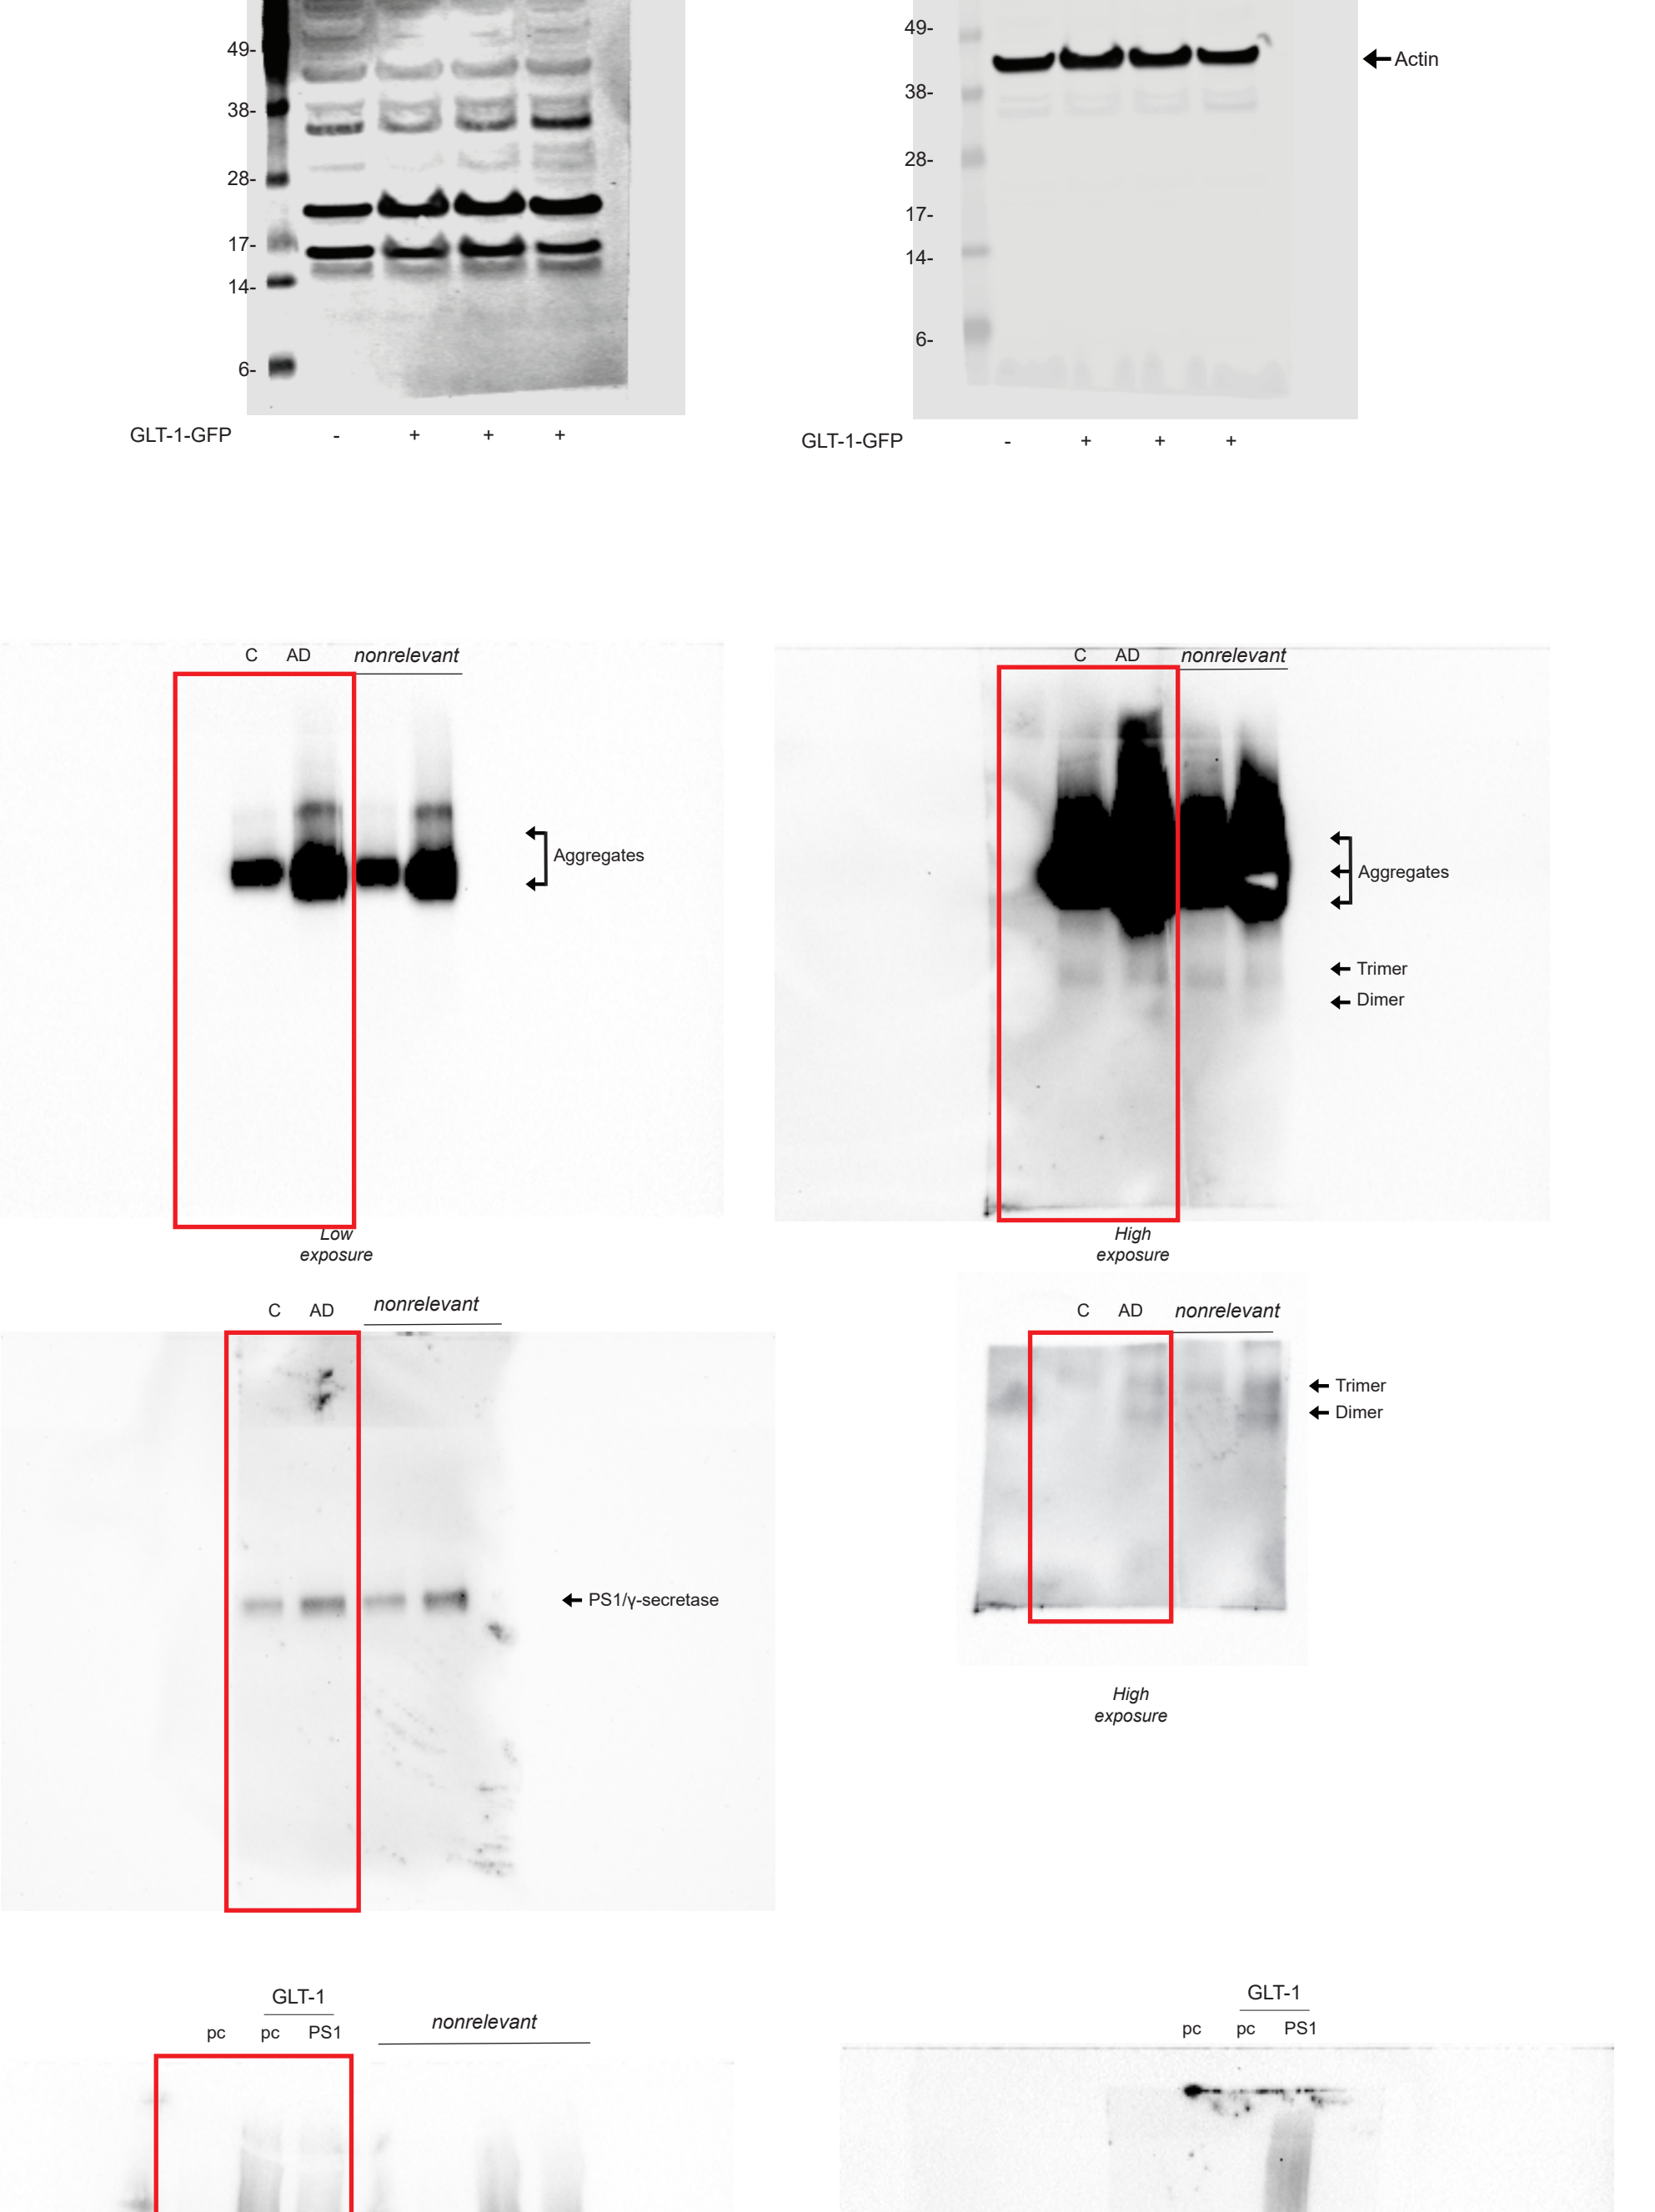 49-
38-
28-
17-
14-
6-
GLT-1-GFP - + + +
49-
38-
28-
17-
14-
6-
Actin
GLT-1-GFP - + + +
C AD nonrelevant
Aggregates
Low
exposure
C AD nonrelevant
Aggregates
Trimer
Dimer
High
exposure
C AD nonrelevant
PS1/γ-secretase
C AD nonrelevant
Trimer
Dimer
High
exposure
GLT-1
pc pc PS1
nonrelevant
GLT-1
pc pc PS1